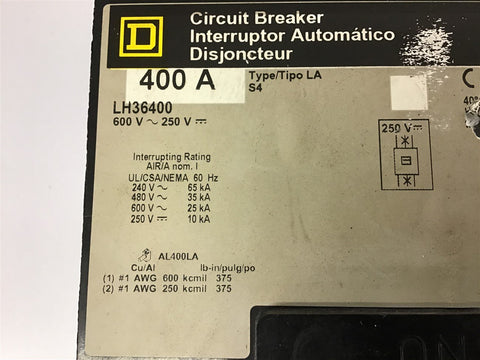 D
Circuit Breaker
Interruptor Automático
Disjoncteur
400 A
Type/Tipo LA
S4
C
LH36400
40°
600 V ~ 250 V ⎓
250 V ⎓
Interrupting Rating
AIR/A nom. I
UL/CSA/NEMA 60 Hz
240 V ~ 65 kA
480 V ~ 35 kA
600 V ~ 25 kA
250 V ⎓ 10 kA
AL400LA
Cu/Al lb-in/pulg/po
(1) #1 AWG 600 kcmil 375
(2) #1 AWG 250 kcmil 375
ON